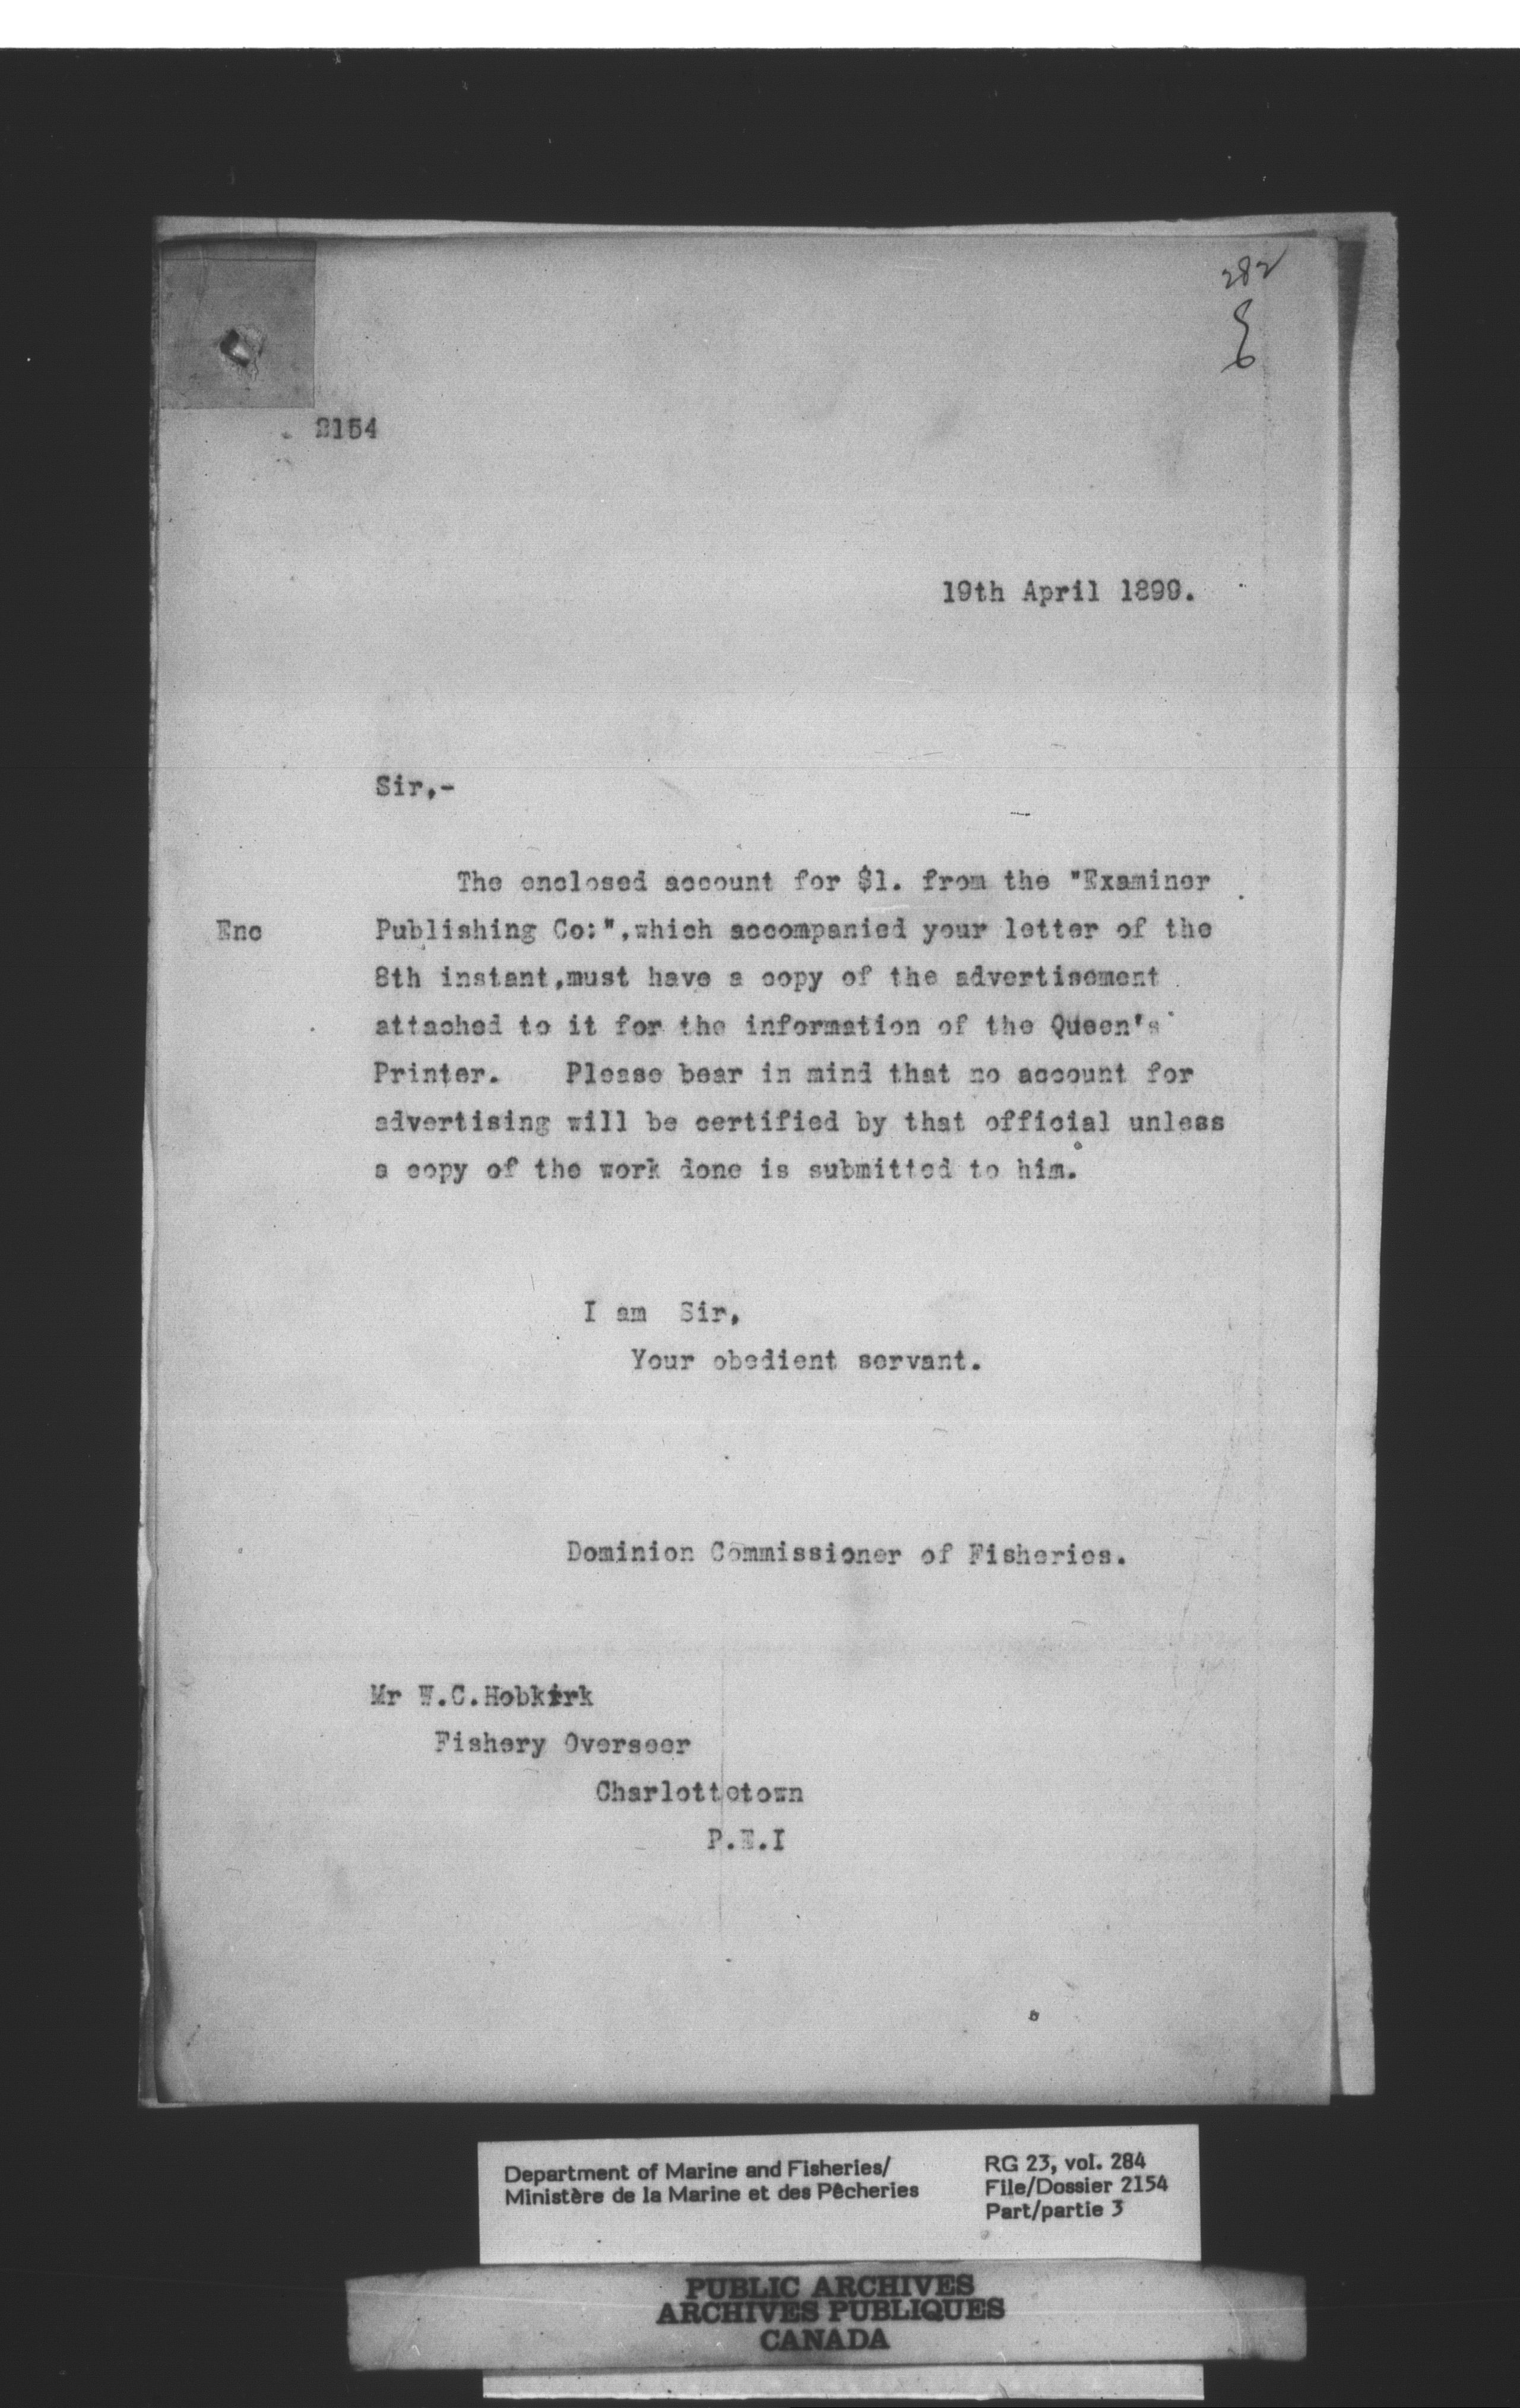 282
2154
19th April 1899.
Sir,-
The enclosed account for $1. from the "Examiner
Enc Publishing Co:",which accompanied your letter of the
8th instant,must have a copy of the advertisement
attached to it for the information of the Queen's
Printer. Please bear in mind that no account for
advertising will be certified by that official unless
a copy of the work done is submitted to him.
I am Sir,
Your obedient servant.
Dominion Commissioner of Fisheries.
Mr W.C.Hobkirk
Fishery Overseer
Charlottetown
P.E.I
Department of Marine and Fisheries/
Ministère de la Marine et des Pêcheries
RG 23, vol. 284
File/Dossier 2154
Part/partie 3
PUBLIC ARCHIVES
ARCHIVES PUBLIQUES
CANADA